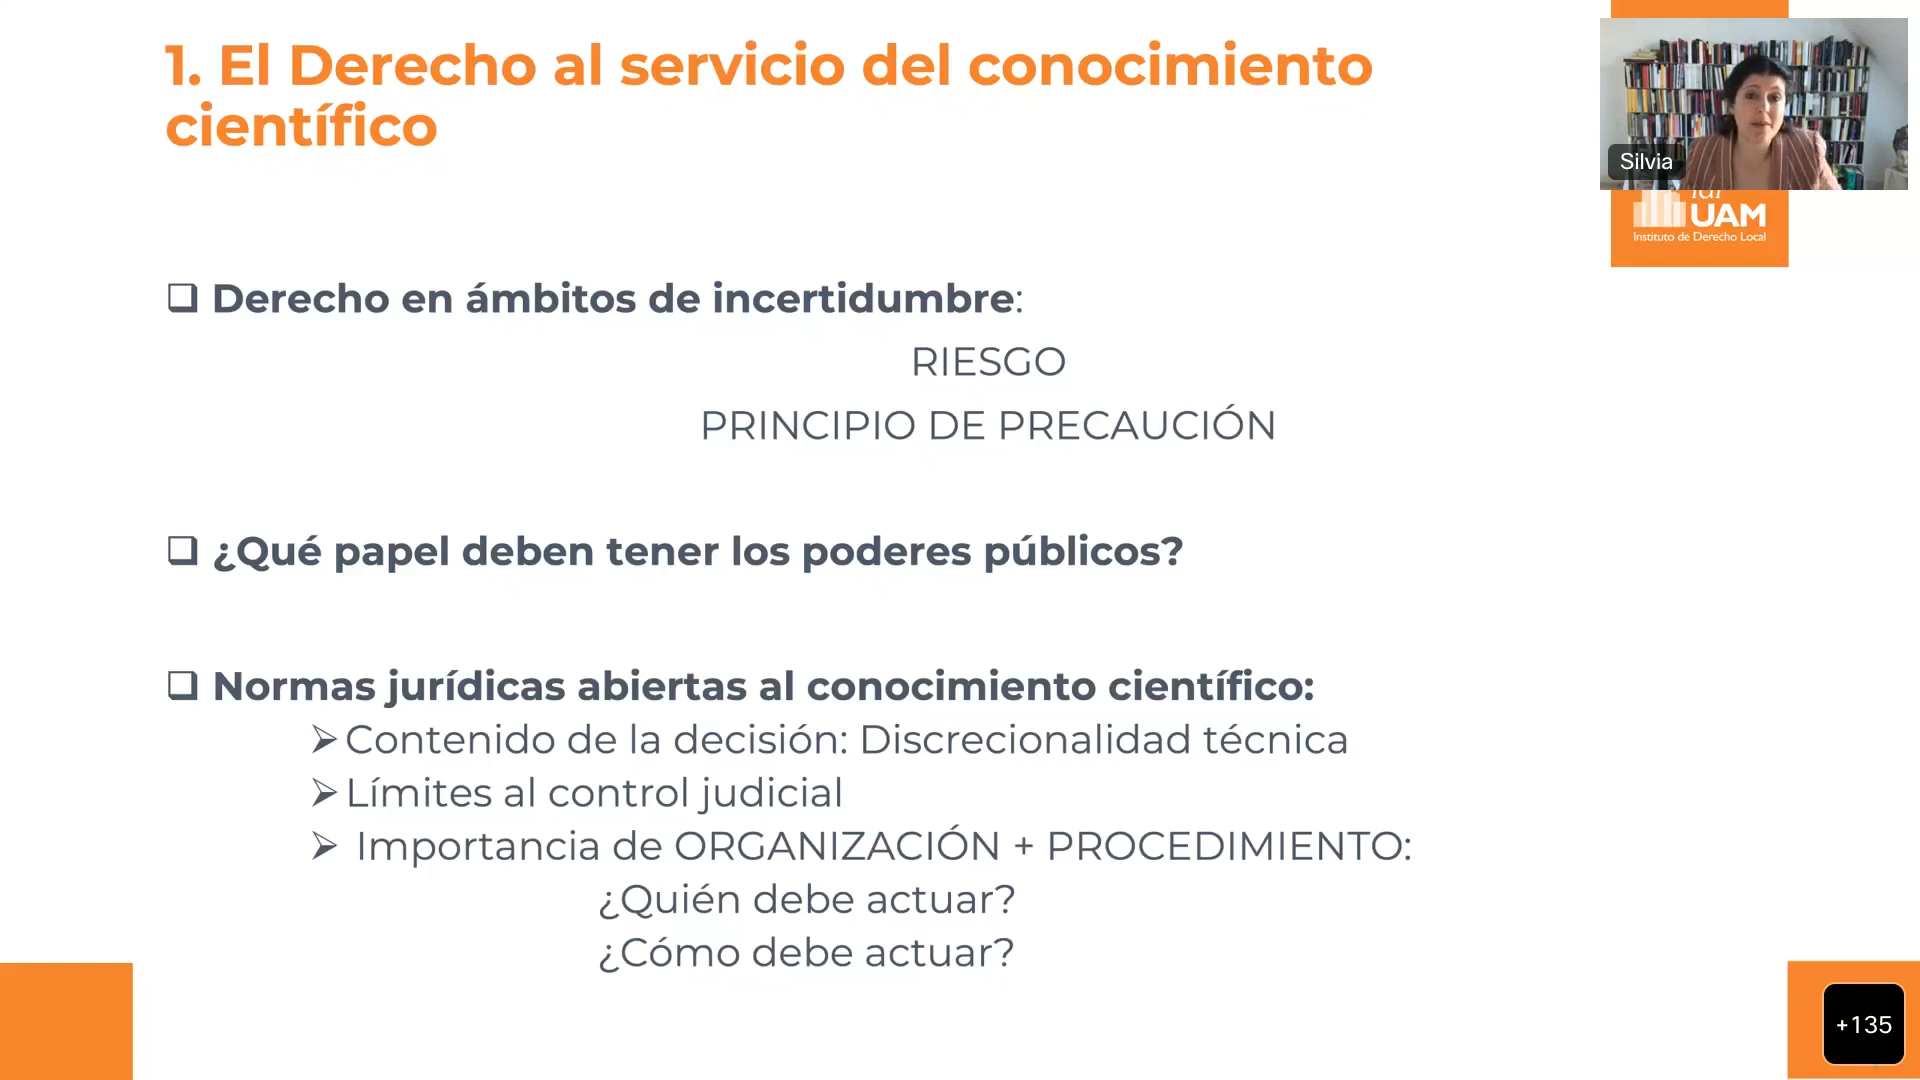 1. El Derecho al servicio del conocimiento
científico
Silvia
UAM
Instituto de Derecho Local
❑ Derecho en ámbitos de incertidumbre:
RIESGO
PRINCIPIO DE PRECAUCIÓN
❑ ¿Qué papel deben tener los poderes públicos?
❑ Normas jurídicas abiertas al conocimiento científico:
➢ Contenido de la decisión: Discrecionalidad técnica
➢ Límites al control judicial
➢ Importancia de ORGANIZACIÓN + PROCEDIMIENTO:
¿Quién debe actuar?
¿Cómo debe actuar?
+135